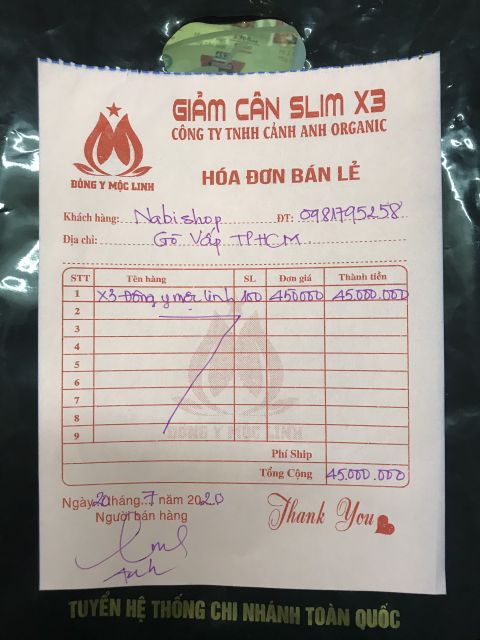 GIẢM CÂN SLIM X3
CÔNG TY TNHH CẢNH ANH ORGANIC
ĐÔNG Y MỘC LINH
HÓA ĐƠN BÁN LẺ
Khách hàng: Nabishop ĐT: 0981795258
Địa chỉ: Gò Vấp TPHCM
STT Tên hàng SL Đơn giá Thành tiền
1 X3 Đông y mộc linh 100 450000 45.000.000
2
3
4
5
6
7
8
9
ĐÔNG Y MỘC LINH
Phí Ship
Tổng Cộng 45.000.000
Ngày 20 tháng 7 năm 2020
Người bán hàng
Thank You
Anh
TUYỂN HỆ THỐNG CHI NHÁNH TOÀN QUỐC